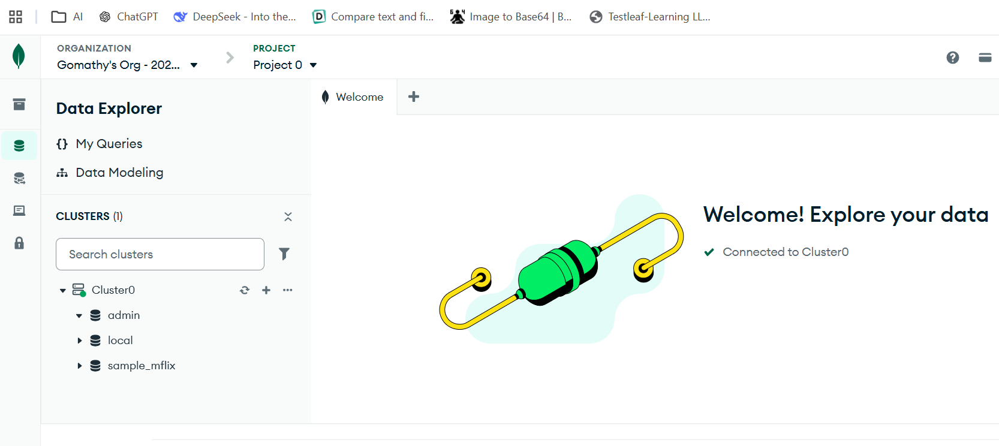 AI
ChatGPT
DeepSeek - Into the...
Compare text and fi...
Image to Base64 | B...
Testleaf-Learning LL...
ORGANIZATION
Gomathy's Org - 202...
PROJECT
Project 0
Data Explorer
My Queries
Data Modeling
CLUSTERS (1)
Search clusters
Cluster0
admin
local
sample_mflix
Welcome
Welcome! Explore your data
Connected to Cluster0